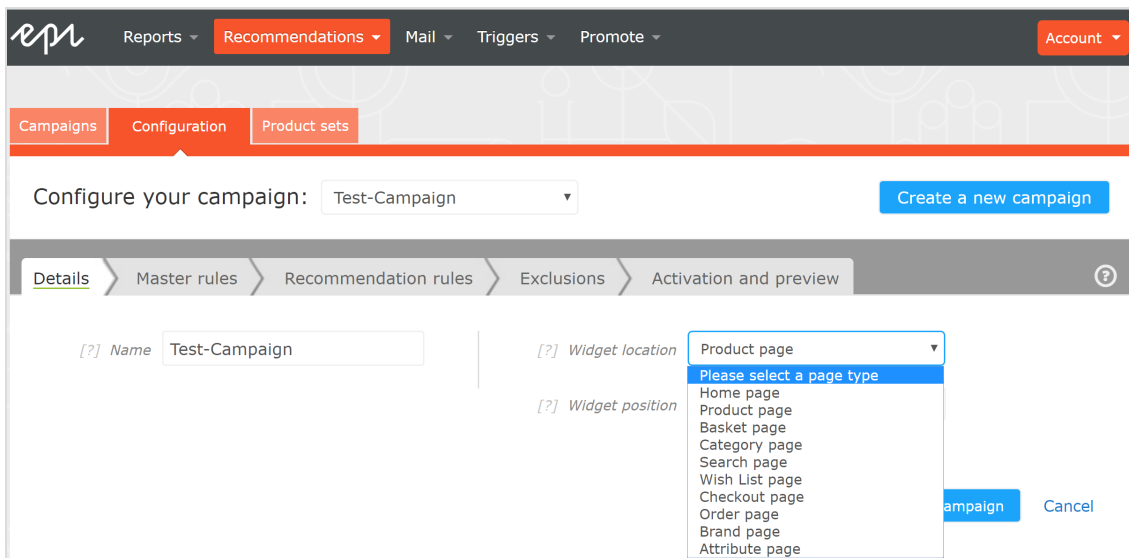 epi Reports Recommendations Mail Triggers Promote Account
Campaigns Configuration Product sets
Configure your campaign: Test-Campaign Create a new campaign
Details Master rules Recommendation rules Exclusions Activation and preview ?
[?] Name Test-Campaign [?] Widget location Product page
Please select a page type
Home page
[?] Widget position
Product page
Basket page
Category page
Search page
Wish List page
Checkout page
ampaign Cancel
Order page
Brand page
Attribute page